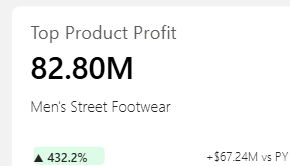 Top Product Profit
82.80M
Men's Street Footwear
▲ 432.2% +$67.24M vs PY